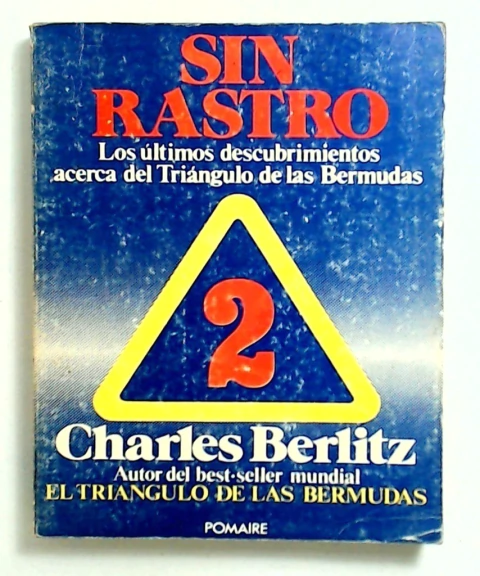 SIN
RASTRO
Los últimos descubrimientos
acerca del Triángulo de las Bermudas
2
Charles Berlitz
Autor del best-seller mundial
EL TRIANGULO DE LAS BERMUDAS
POMAIRE